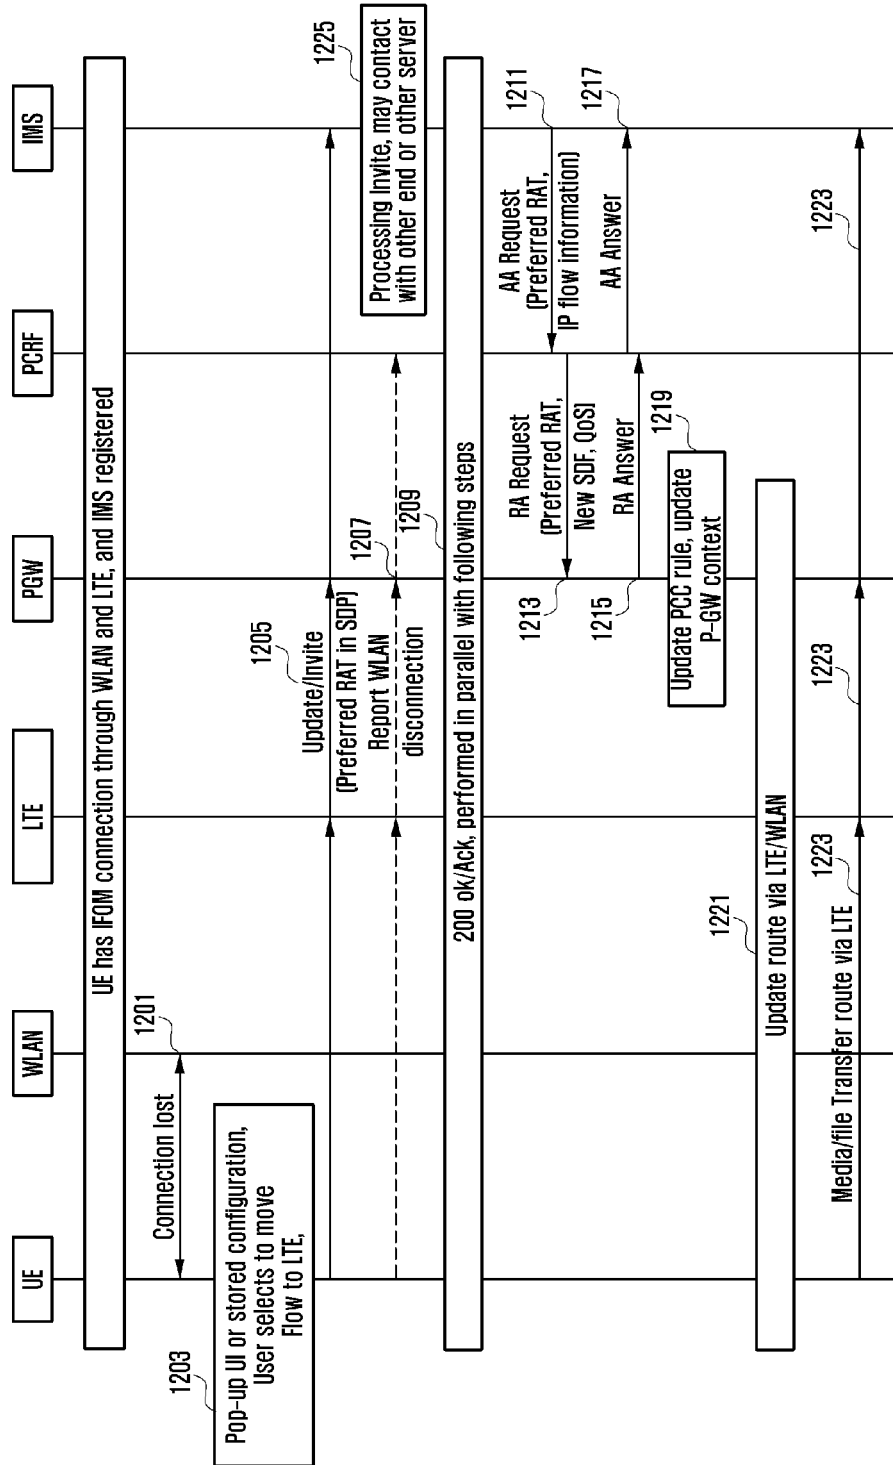 UE
WLAN
LTE
PGW
PCRF
IMS
UE has IFOM connection through WLAN and LTE, and IMS registered
Connection lost
1201
1203
Pop-up UI or stored configuration,
User selects to move
Flow to LTE,
1205
Update/Invite
(Preferred RAT in SDP)
Report WLAN
disconnection
1207
1225
Processing Invite, may contact
with other end or other server
1209
200 ok/Ack, performed in parallel with following steps
AA Request
(Preferred RAT,
IP flow information)
1211
RA Request
(Preferred RAT,
New SDF, QoS)
1213
AA Answer
1217
RA Answer
1215
1219
Update PCC rule, update
P-GW context
1221
Update route via LTE/WLAN
Media/file Transfer route via LTE
1223
1223
1223